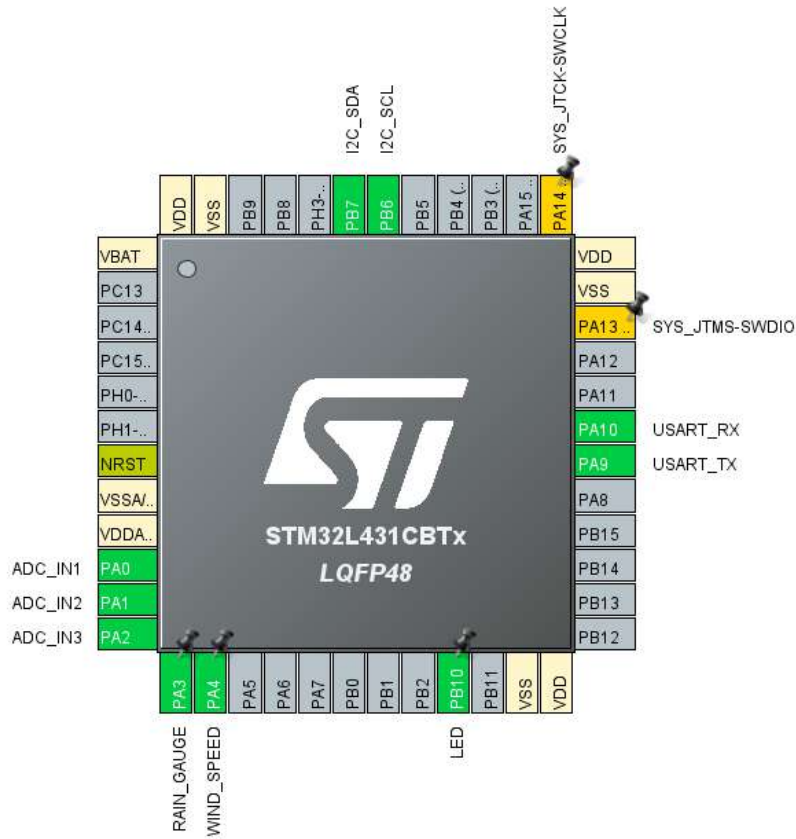 I2C_SDA
I2C_SCL
SYS_JTCK-SWCLK
VDD
VSS
PB9
PB8
PH3-..
PB7
PB6
PB5
PB4 (..
PB3 (..
PA15 ..
PA14 ..
VBAT
PC13
PC14..
PC15..
PH0-..
PH1-..
NRST
VSSA/..
VDDA..
ADC_IN1 PA0
ADC_IN2 PA1
ADC_IN3 PA2
STM32L431CBTx
LQFP48
VDD
VSS
PA13 .. SYS_JTMS-SWDIO
PA12
PA11
PA10 USART_RX
PA9 USART_TX
PA8
PB15
PB14
PB13
PB12
PA3
PA4
PA5
PA6
PA7
PB0
PB1
PB2
PB10
PB11
VSS
VDD
RAIN_GAUGE
WIND_SPEED
LED